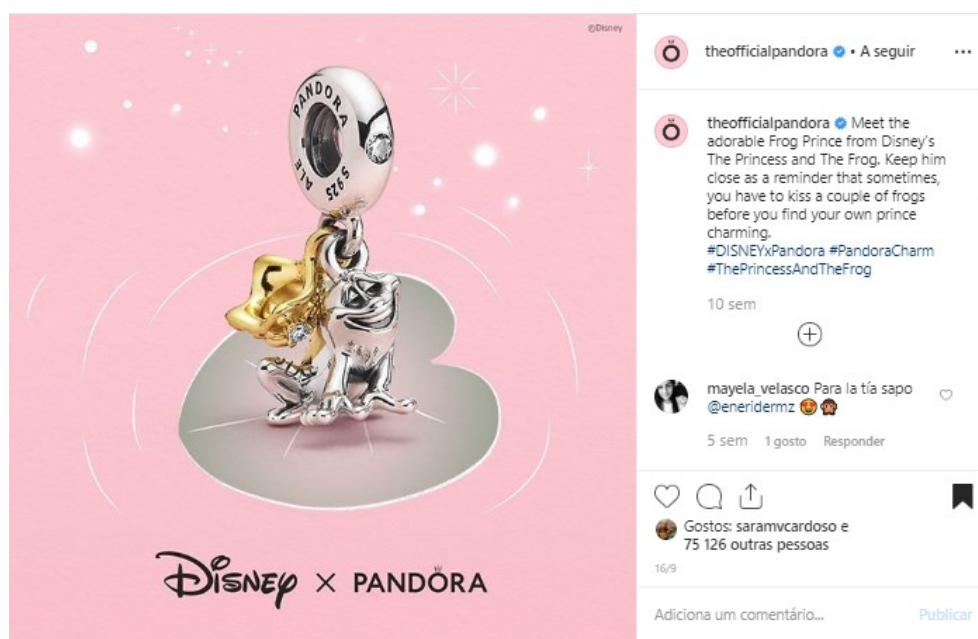 ©Disney
PANDORA
ALE
S925
DISNEY X PANDORA
theofficialpandora • A seguir
theofficialpandora Meet the
adorable Frog Prince from Disney's
The Princess and The Frog. Keep him
close as a reminder that sometimes,
you have to kiss a couple of frogs
before you find your own prince
charming.
#DISNEYxPandora #PandoraCharm
#ThePrincessAndTheFrog
10 sem
mayela_velasco Para la tía sapo
@eneridermz
5 sem 1 gosto Responder
Gostos: saramvcardoso e
75 126 outras pessoas
16/9
Adiciona um comentário... Publicar